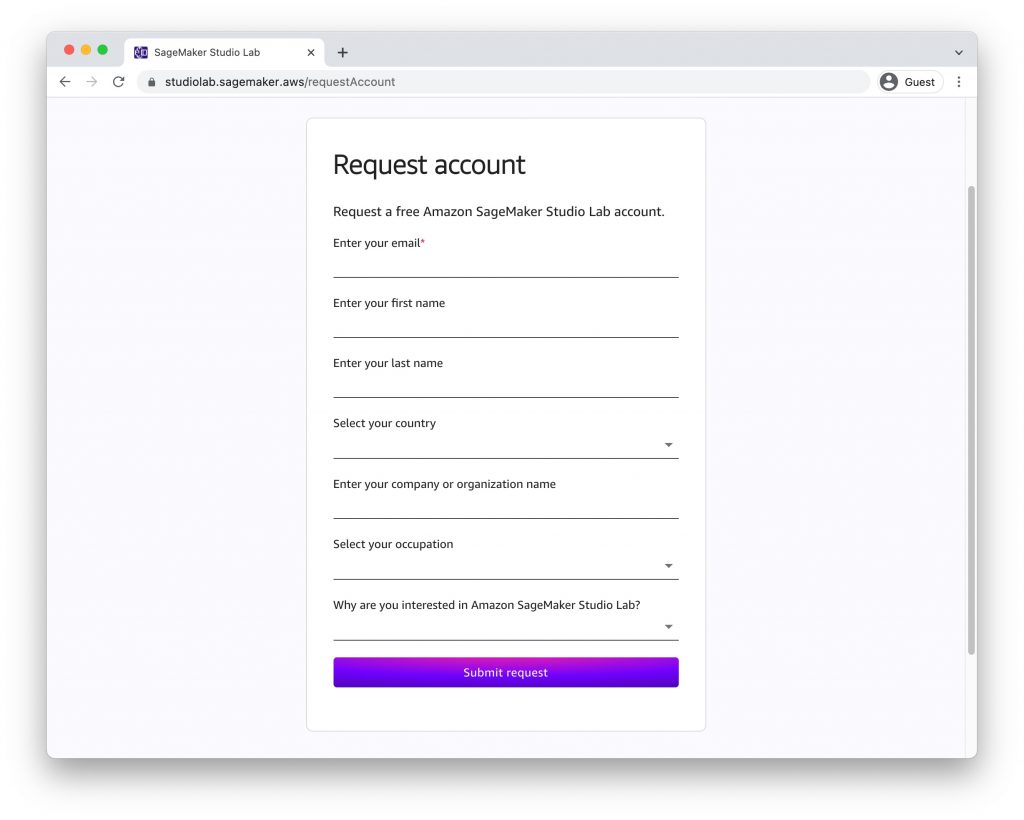 SageMaker Studio Lab
studiolab.sagemaker.aws/requestAccount
Guest
Request account
Request a free Amazon SageMaker Studio Lab account.
Enter your email*
Enter your first name
Enter your last name
Select your country
Enter your company or organization name
Select your occupation
Why are you interested in Amazon SageMaker Studio Lab?
Submit request